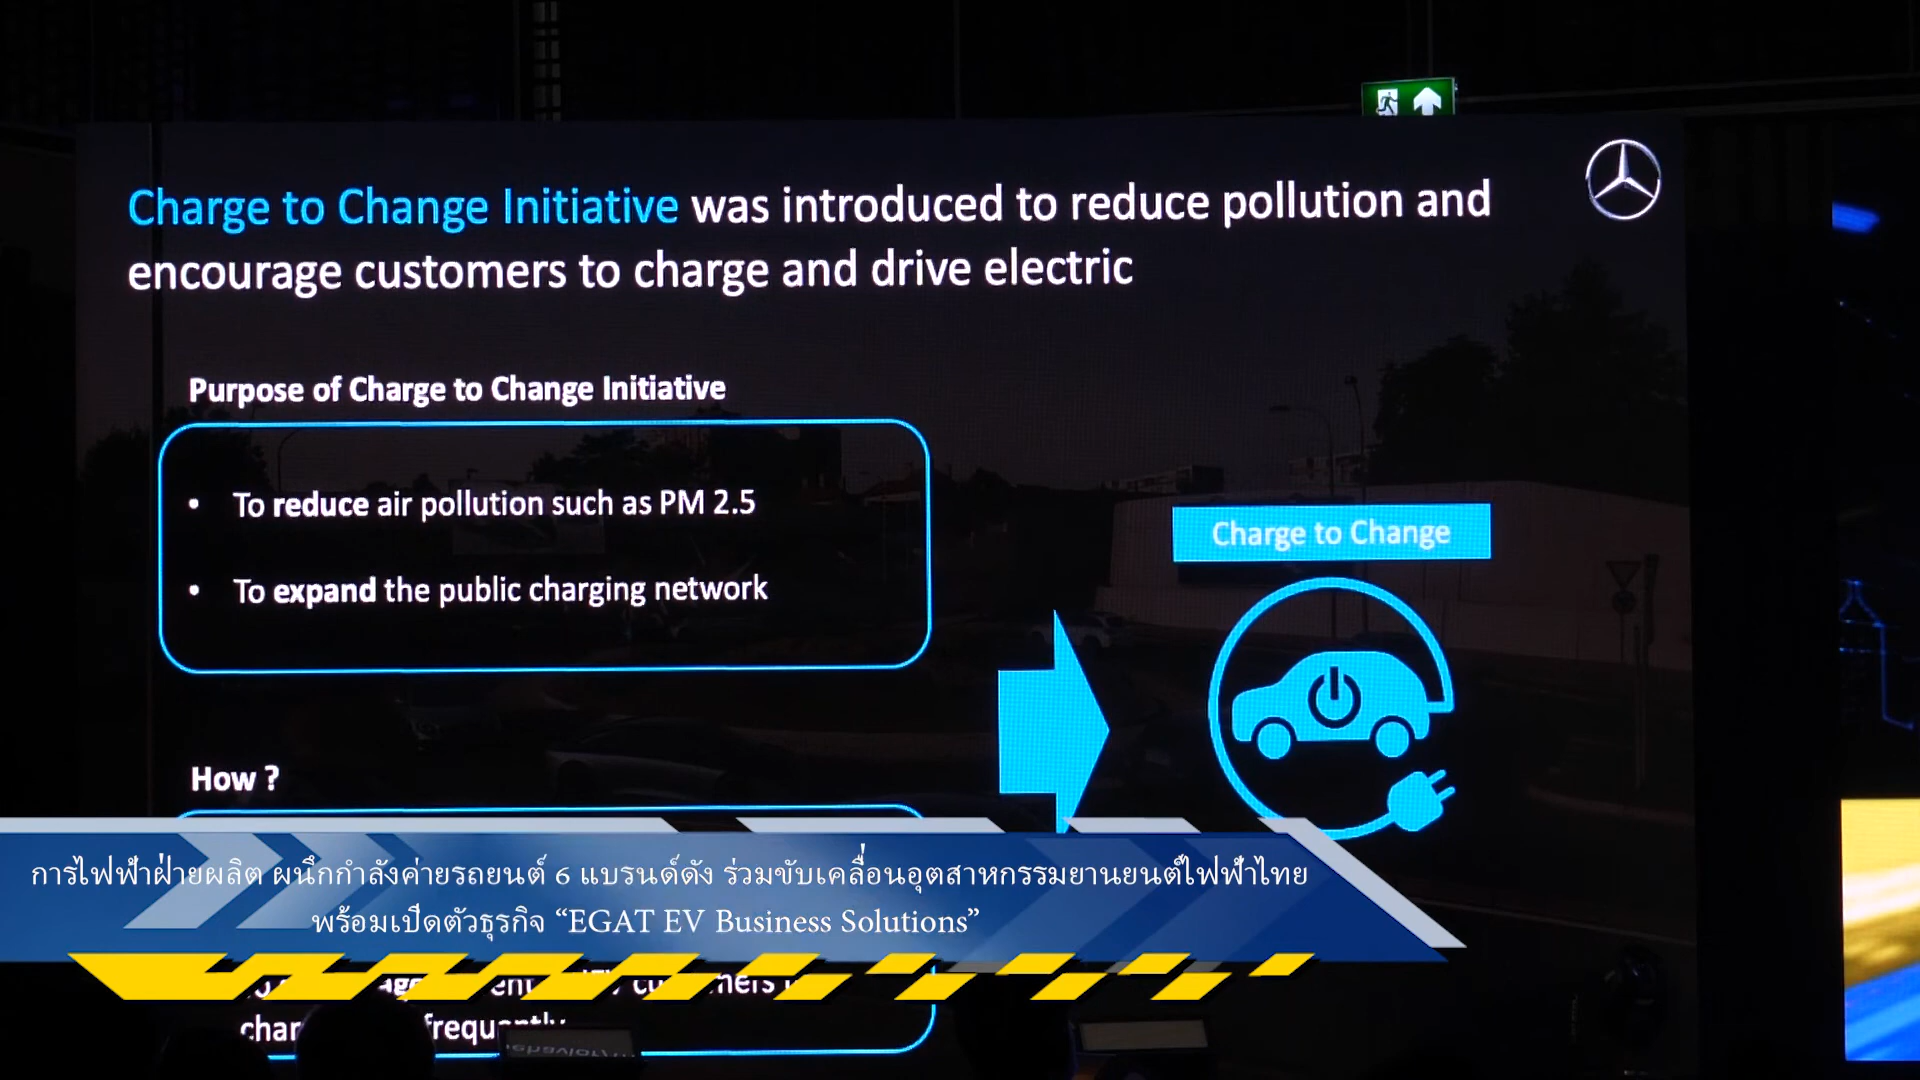 Charge to Change Initiative was introduced to reduce pollution and
encourage customers to charge and drive electric
Purpose of Charge to Change Initiative
• To reduce air pollution such as PM 2.5
• To expand the public charging network
Charge to Change
How ?
การไฟฟ้าฝ่ายผลิต ผนึกกำลังค่ายรถยนต์ 6 แบรนด์ดัง ร่วมขับเคลื่อนอุตสาหกรรมยานยนต์ไฟฟ้าไทย
พร้อมเปิดตัวธุรกิจ “EGAT EV Business Solutions”
frequently